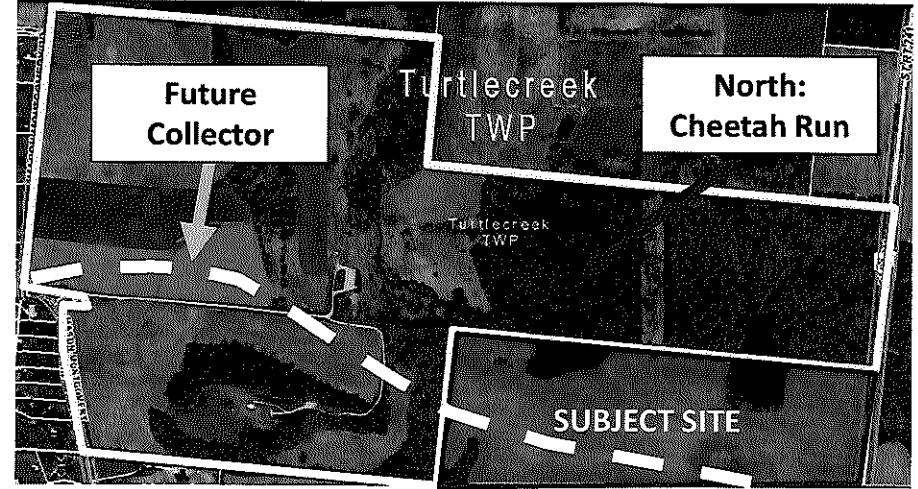 Future
Collector
Turtlecreek
TWP
North:
Cheetah Run
Turtlecreek
TWP
SUBJECT SITE